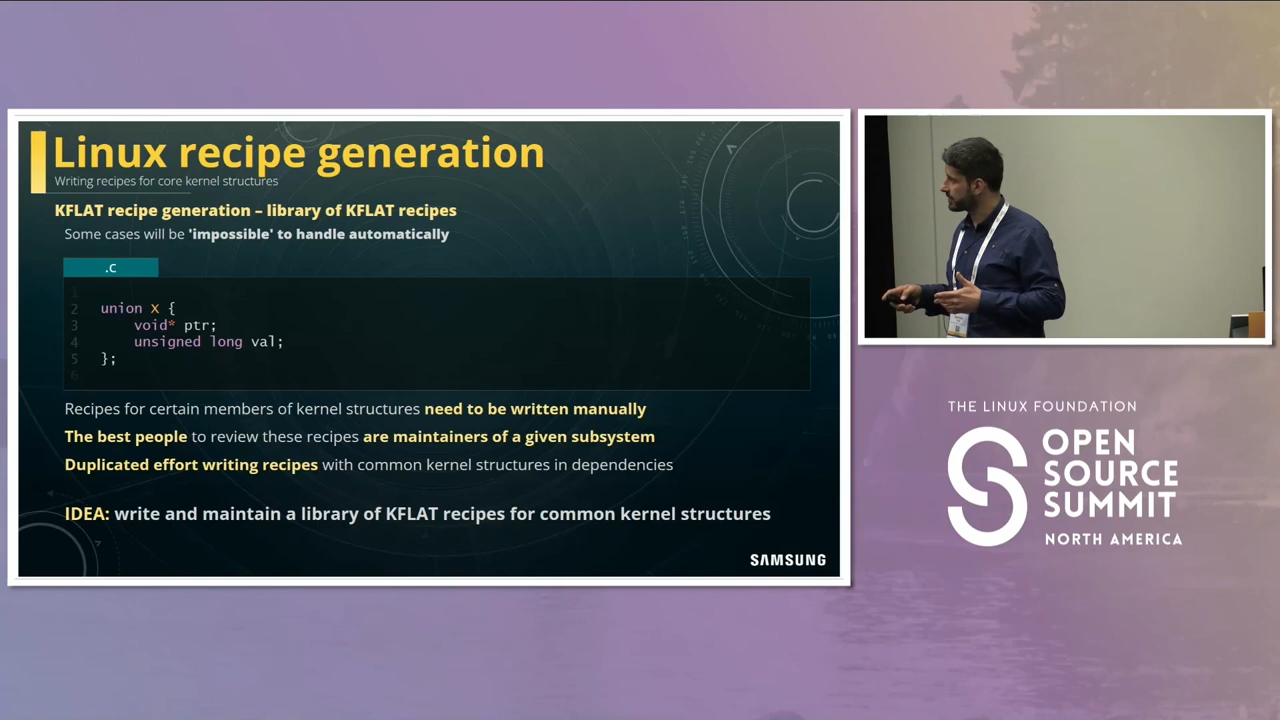 Linux recipe generation
Writing recipes for core kernel structures
KFLAT recipe generation – library of KFLAT recipes
Some cases will be 'impossible' to handle automatically
.C
1
2 union x {
3 void* ptr;
4 unsigned long val;
5 };
6
Recipes for certain members of kernel structures need to be written manually
The best people to review these recipes are maintainers of a given subsystem
Duplicated effort writing recipes with common kernel structures in dependencies
IDEA: write and maintain a library of KFLAT recipes for common kernel structures
SAMSUNG
THE LINUX FOUNDATION
OPEN
SOURCE
SUMMIT
NORTH AMERICA